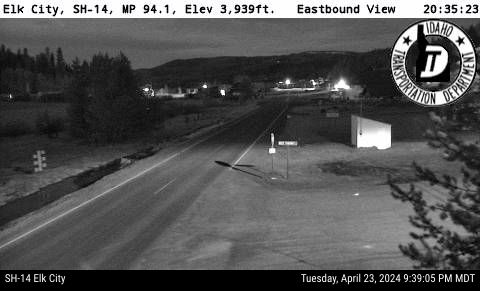 Elk City, SH-14, MP 94.1, Elev 3,939ft. Eastbound View 20:35:23
IDAHO
TRANSPORTATION DEPARTMENT
SH-14 Elk City Tuesday, April 23, 2024 9:39:05 PM MDT